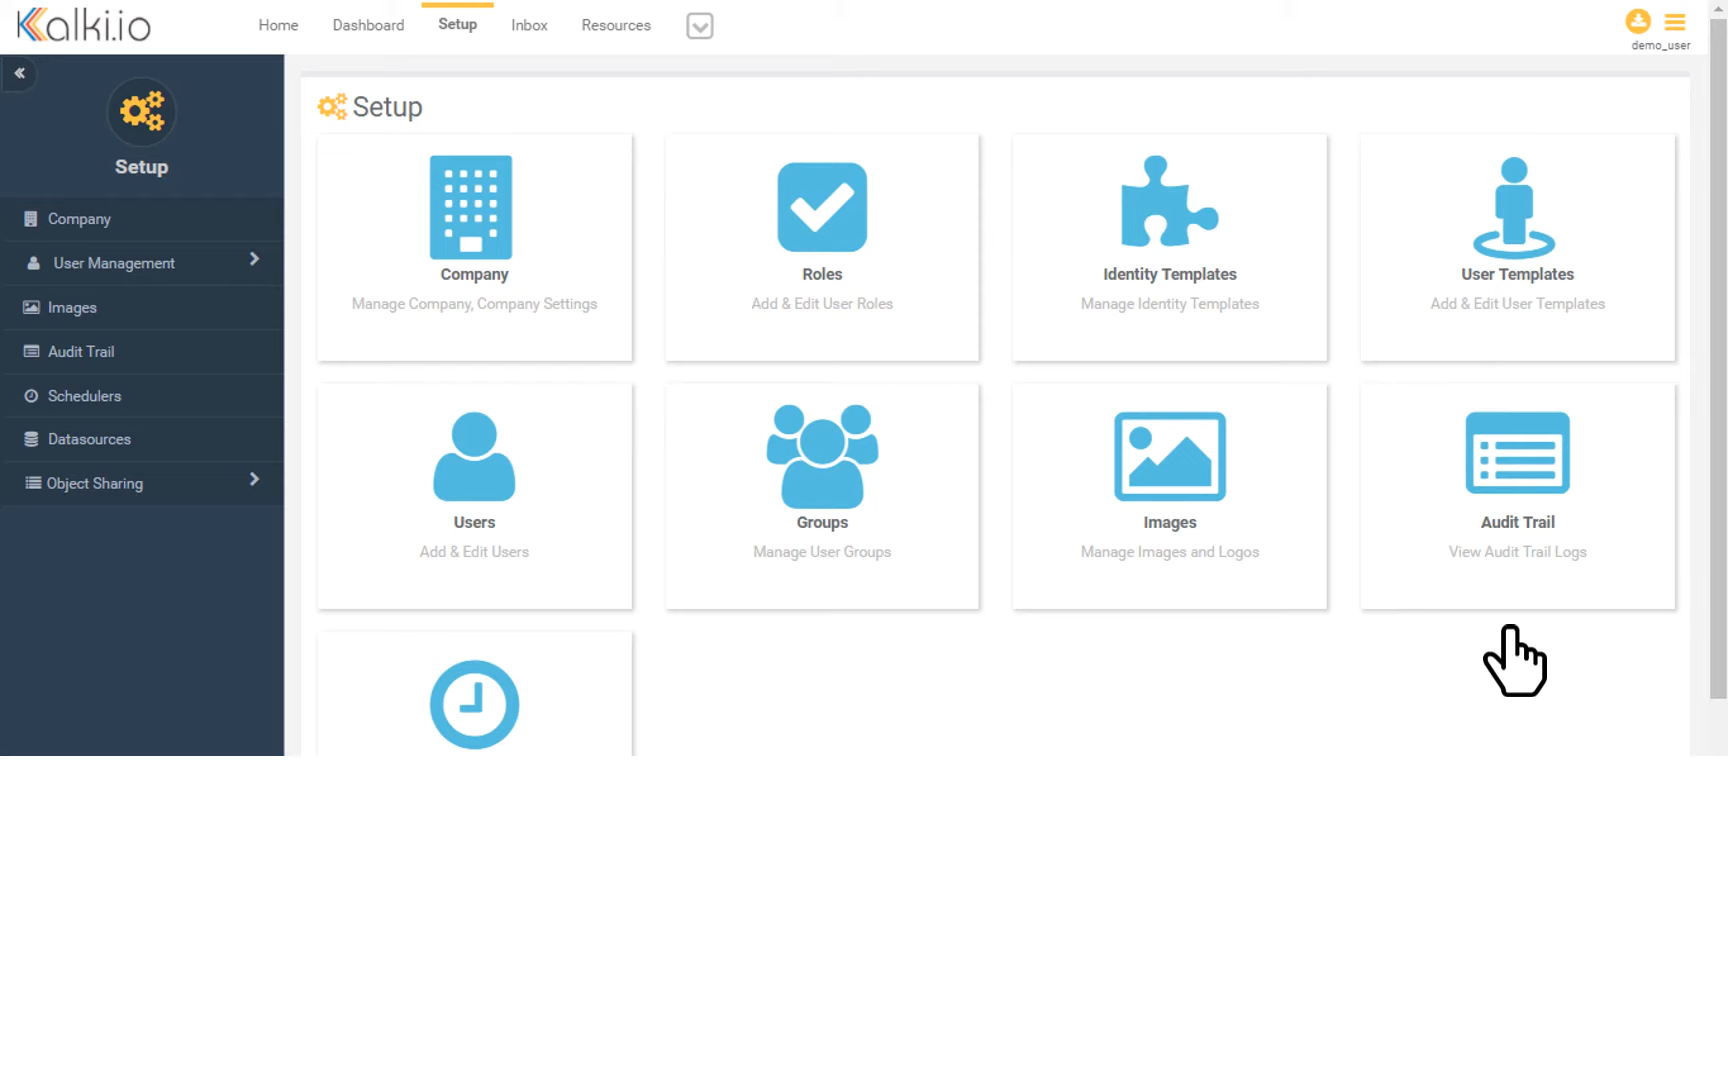 Kalki.io
Home Dashboard Setup Inbox Resources
demo_user
Setup
Company
User Management
Images
Audit Trail
Schedulers
Datasources
Object Sharing
Setup
Company Roles Identity Templates User Templates
Manage Company, Company Settings Add & Edit User Roles Manage Identity Templates Add & Edit User Templates
Users Groups Images Audit Trail
Add & Edit Users Manage User Groups Manage Images and Logos View Audit Trail Logs